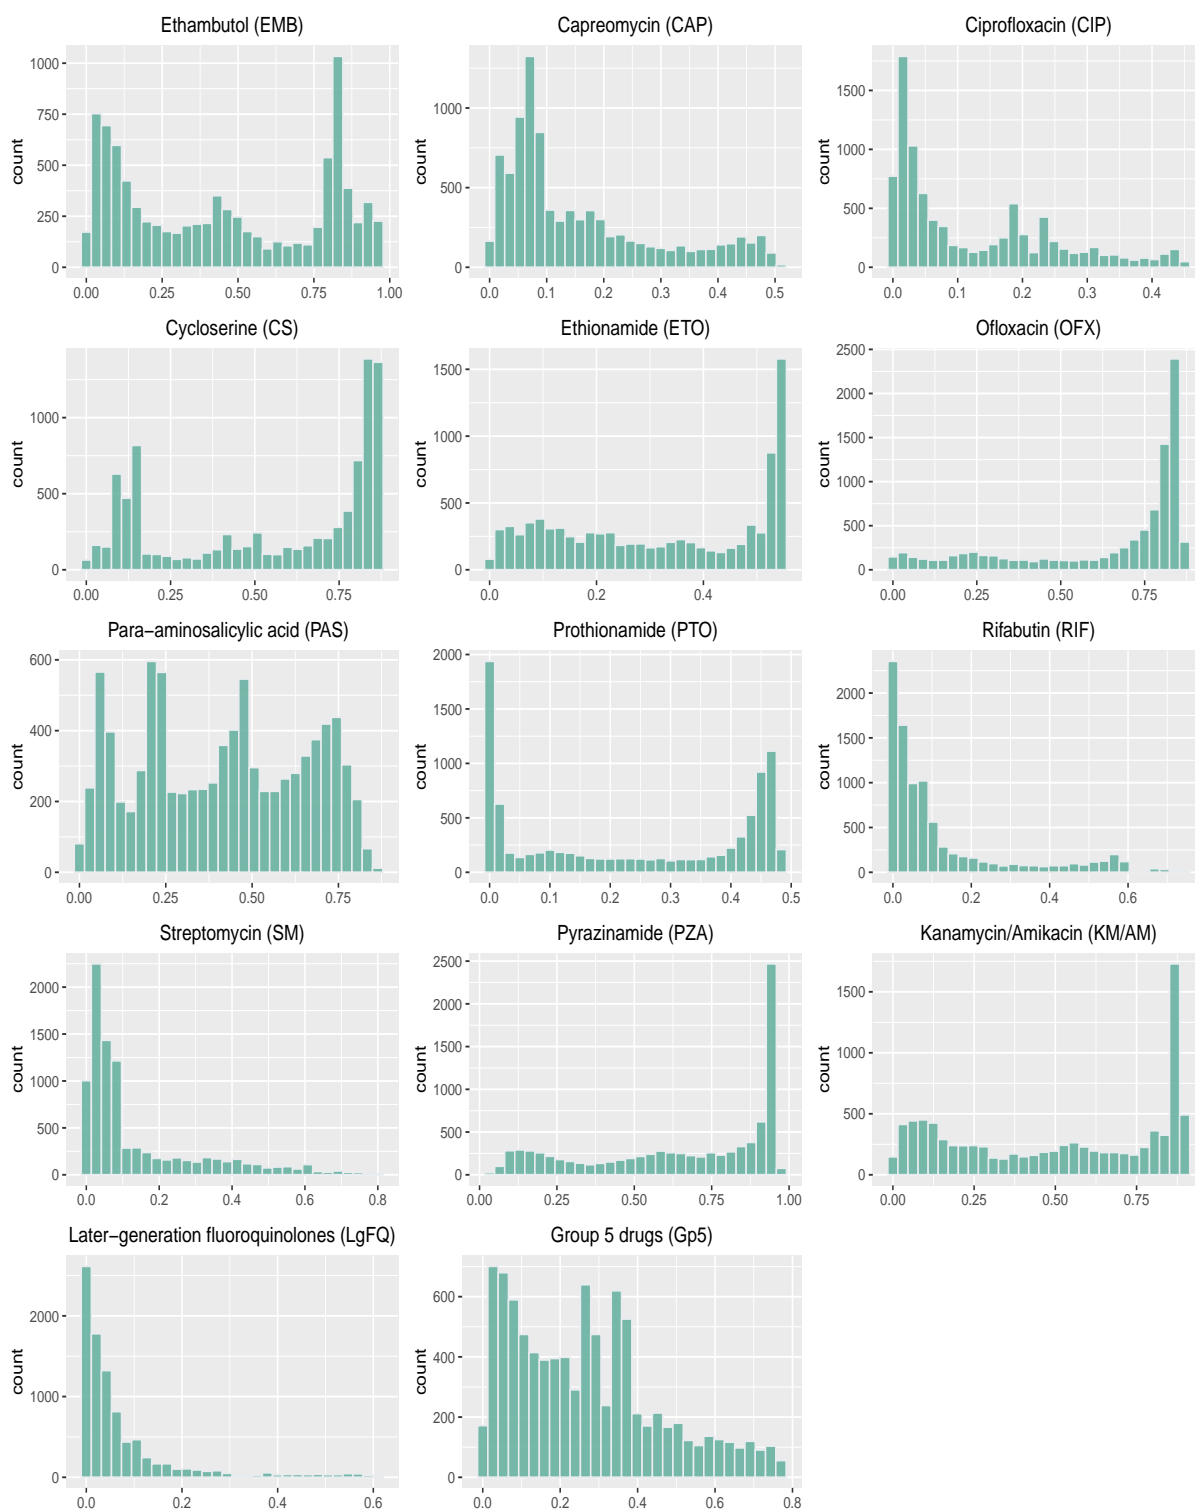 Ethambutol (EMB)
Capreomycin (CAP)
Ciprofloxacin (CIP)
count
1000
750
500
250
0
0.00 0.25 0.50 0.75 1.00
count
1000
500
0
0.0 0.1 0.2 0.3 0.4 0.5
count
1500
1000
500
0
0.0 0.1 0.2 0.4
Cycloserine (CS)
Ethionamide (ETO)
Ofloxacin (OFX)
count
1000
500
0
0.00 0.25 0.50 0.75
count
1500
1000
500
0
0.0 0.2 0.4
count
2500
2000
1500
1000
500
0
0.00 0.25 0.50 0.75
Para−aminosalicylic acid (PAS)
Prothionamide (PTO)
Rifabutin (RIF)
count
600
400
200
0
0.00 0.25 0.50 0.75
count
2000
1500
1000
500
0
0.0 0.1 0.2 0.3 0.4 0.5
count
2000
1500
1000
500
0
0.0 0.2 0.4 0.6
Streptomycin (SM)
Pyrazinamide (PZA)
Kanamycin/Amikacin (KM/AM)
count
2000
1500
1000
500
0
0.0 0.2 0.4 0.6 0.8
count
2500
2000
1500
1000
500
0
0.00 0.25 0.50 0.75 1.00
count
1500
1000
500
0
0.00 0.25 0.50 0.75
Later−generation fluoroquinolones (LgFQ)
Group 5 drugs (Gp5)
count
2000
1000
0
0.0 0.2 0.4 0.6
count
600
400
200
0
0.0 0.2 0.4 0.6 0.8